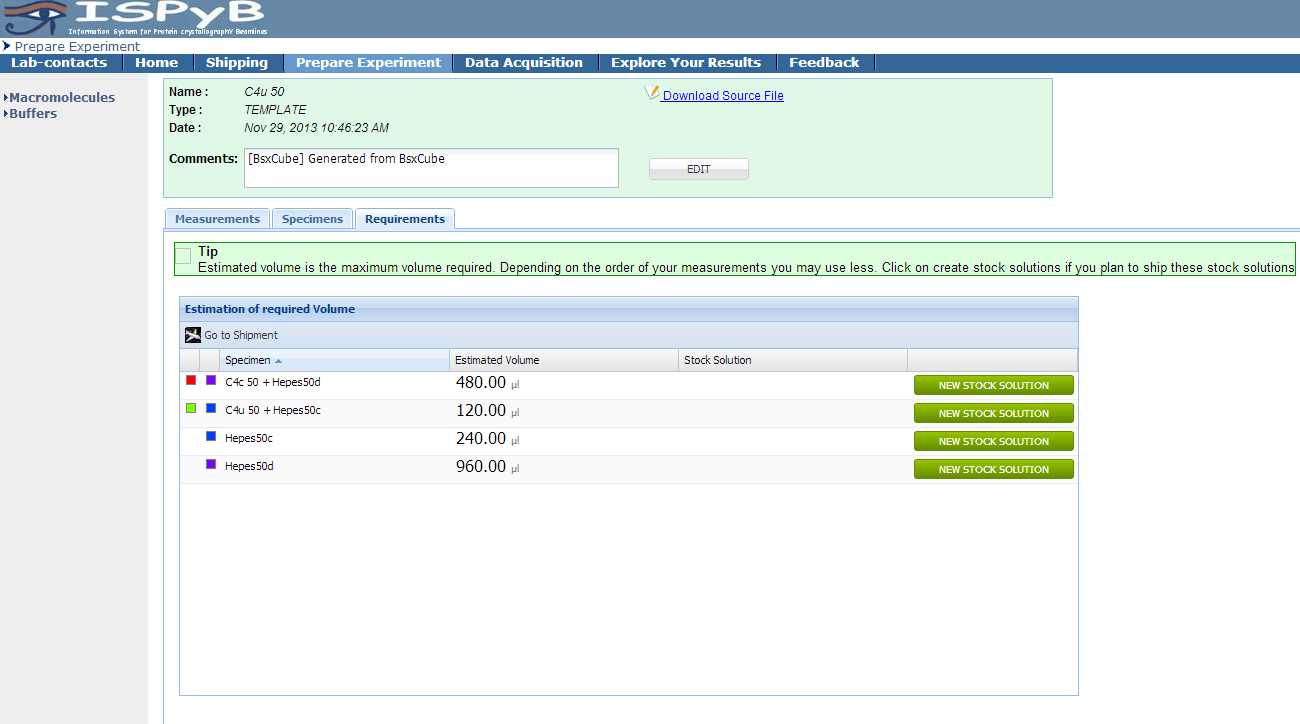 ISPyB
Information System for Protein crystallographY Beamlines
Prepare Experiment
Lab-contacts Home Shipping Prepare Experiment Data Acquisition Explore Your Results Feedback
Macromolecules
Buffers
Name : C4u 50
Type : TEMPLATE
Date : Nov 29, 2013 10:46:23 AM
Download Source File
Comments: [BsxCube] Generated from BsxCube
EDIT
Measurements Specimens Requirements
Tip
Estimated volume is the maximum volume required. Depending on the order of your measurements you may use less. Click on create stock solutions if you plan to ship these stock solutions
Estimation of required Volume
Go to Shipment
Specimen Estimated Volume Stock Solution
C4c 50 + Hepes50d 480.00 µl NEW STOCK SOLUTION
C4u 50 + Hepes50c 120.00 µl NEW STOCK SOLUTION
Hepes50c 240.00 µl NEW STOCK SOLUTION
Hepes50d 960.00 µl NEW STOCK SOLUTION